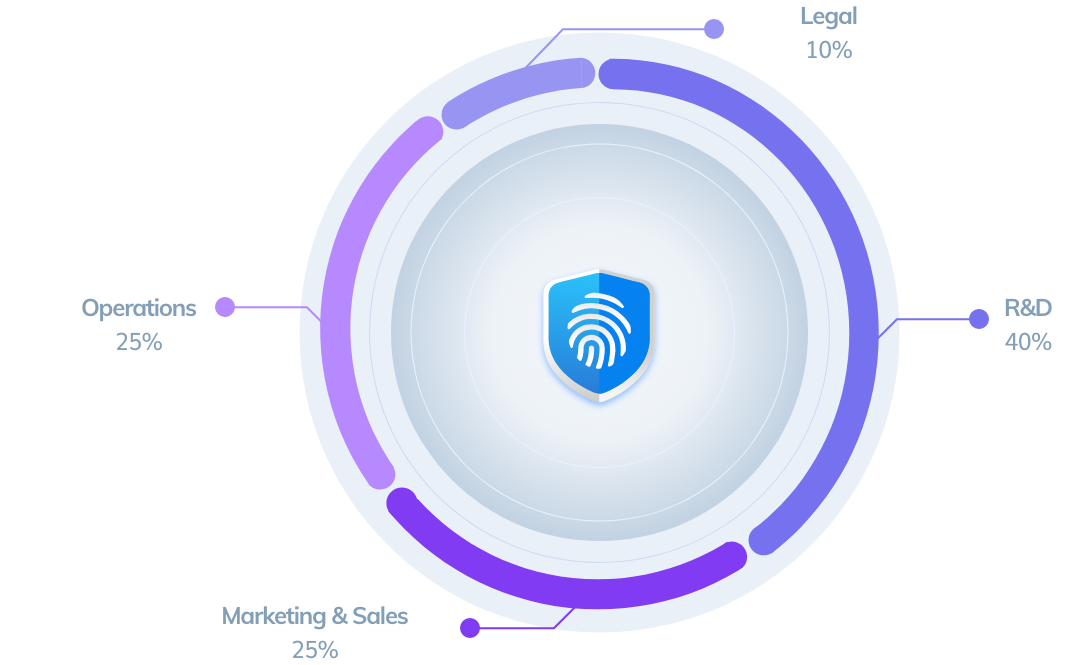 Legal
10%
Operations
25%
R&D
40%
Marketing & Sales
25%